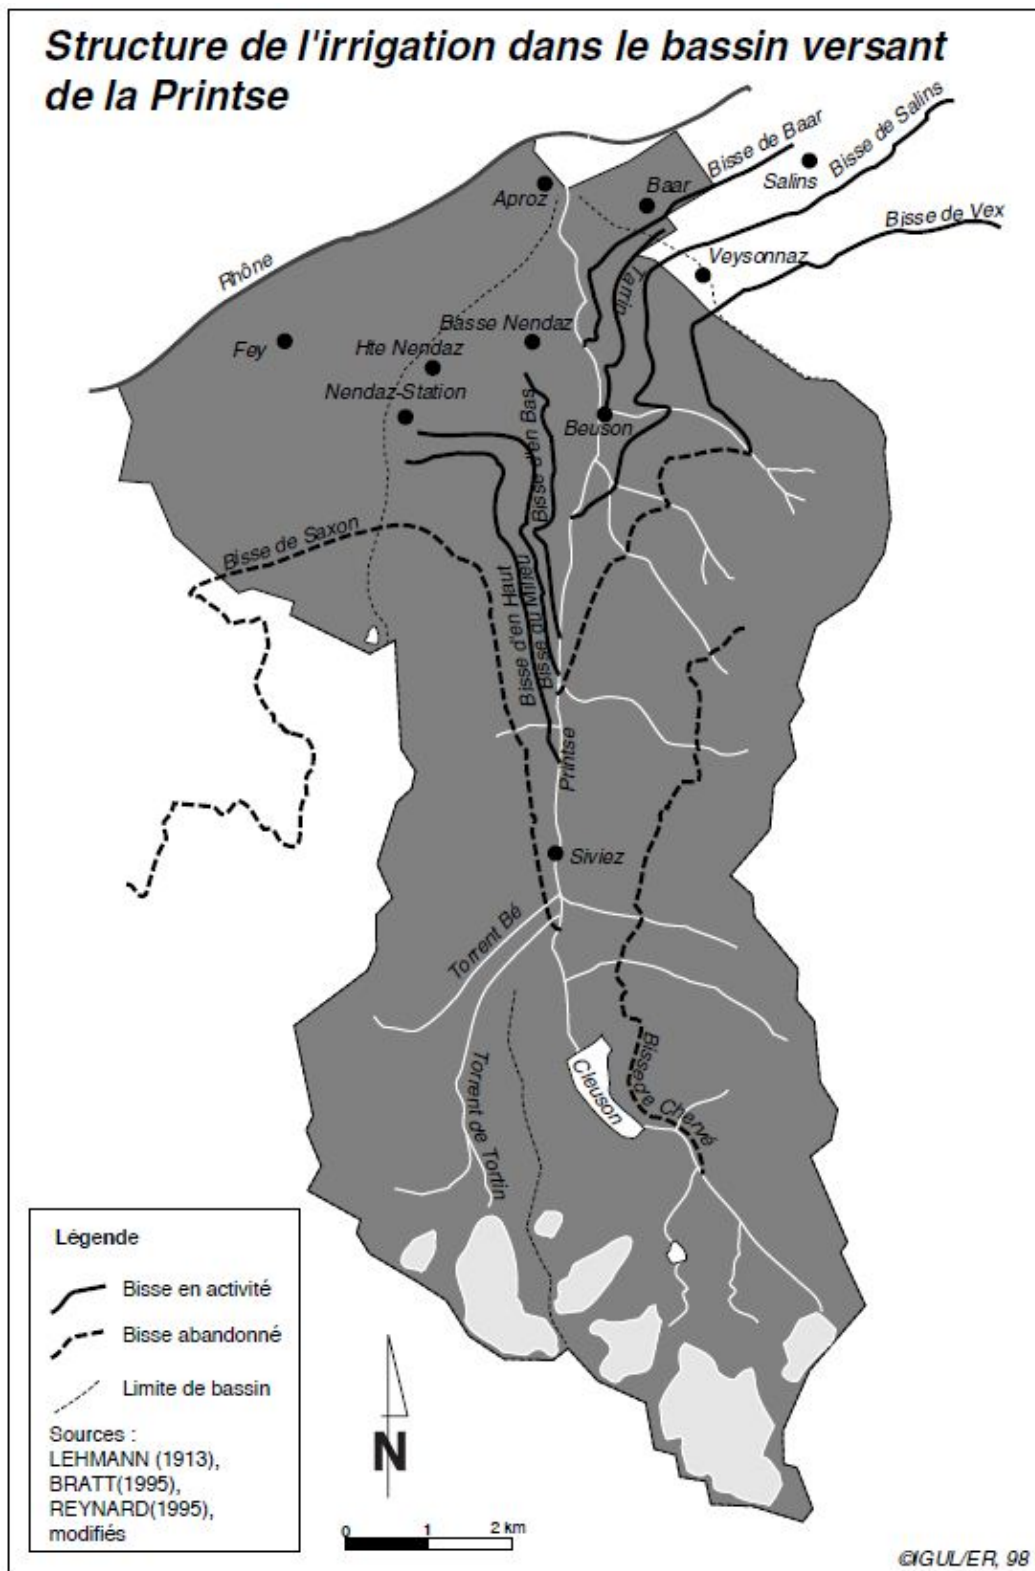 Structure de l'irrigation dans le bassin versant
de la Printse
Bisse de Baar
Bisse de Salins
Salins
Baar
Aproz
Bisse de Vex
Veysonnaz
Rhône
Tarrin
Basse Nendaz
Fey
Hte Nendaz
Nendaz-Station
Beuson
Bisse d'en Bas
Bisse de Saxon
Bisse d'en Haut
Bisse du Milieu
Printse
Siviez
Torrent Bé
Torrent de Tortin
Cleuson
Bisse de Chervé
Légende
Bisse en activité
Bisse abandonné
Limite de bassin
Sources :
LEHMANN (1913),
BRATT(1995),
REYNARD(1995),
modifiés
N
0 1 2 km
©IGUL/ER, 98